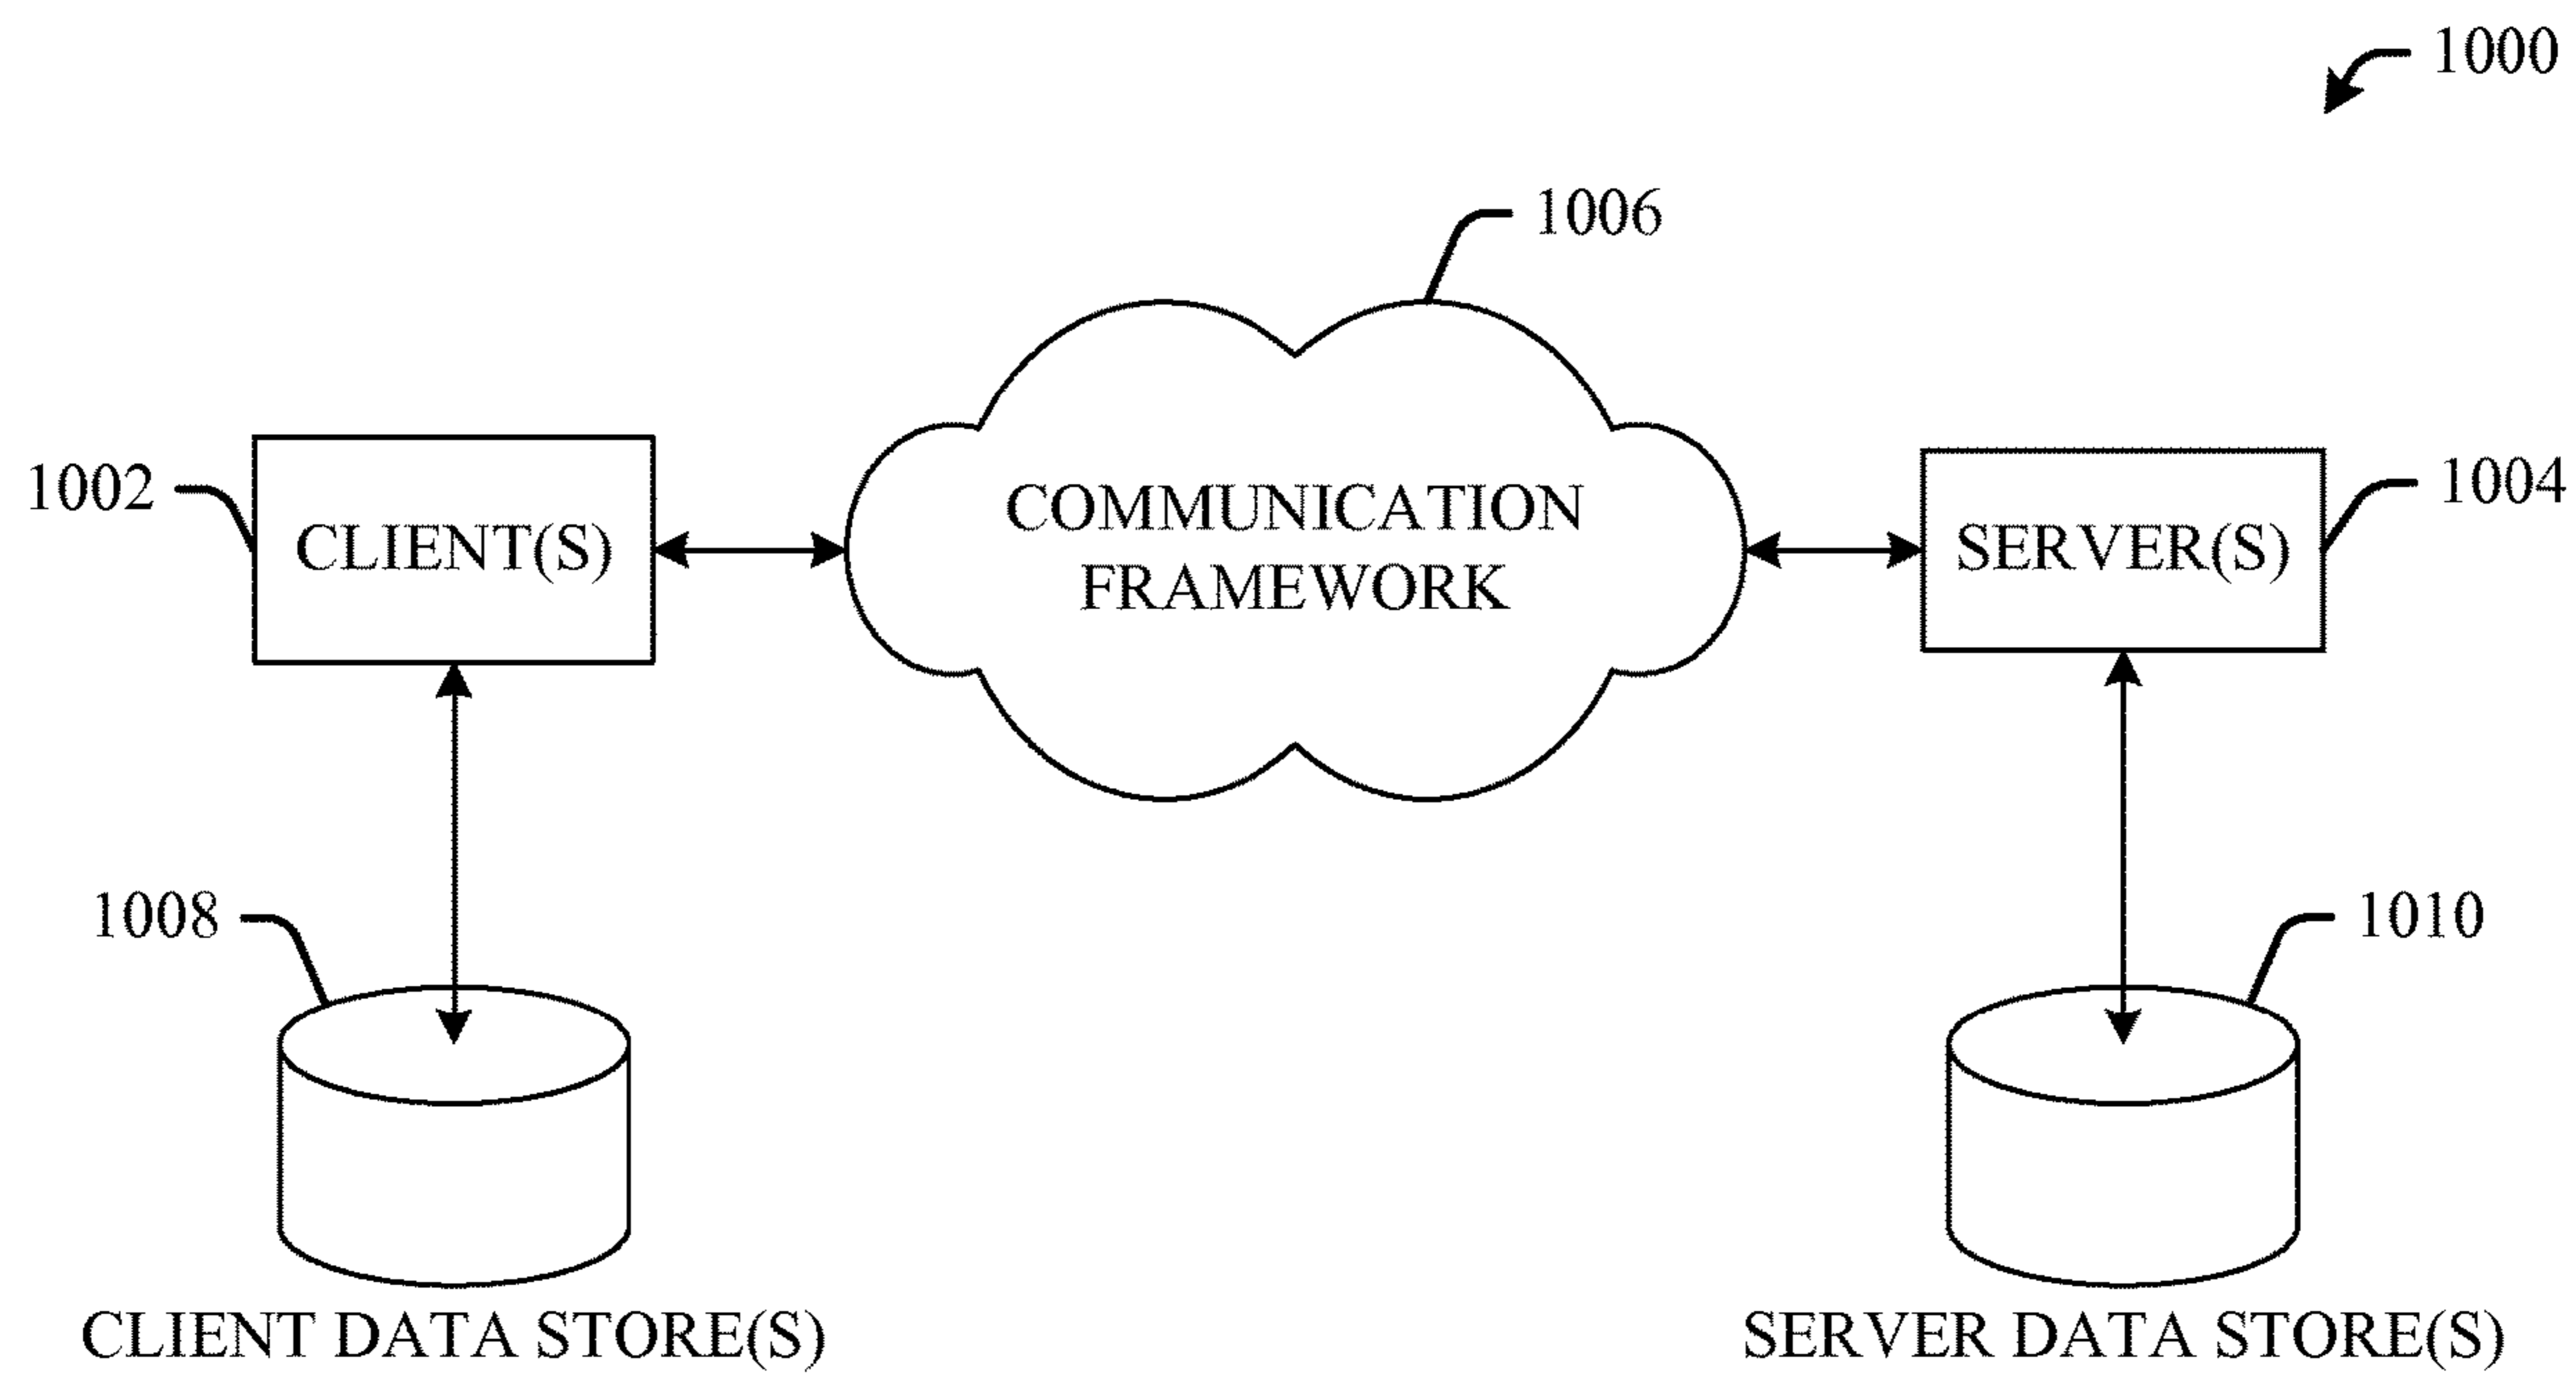 1000
1006
1002
CLIENT(S)
COMMUNICATION
FRAMEWORK
SERVER(S)
1004
1008
1010
CLIENT DATA STORE(S)
SERVER DATA STORE(S)